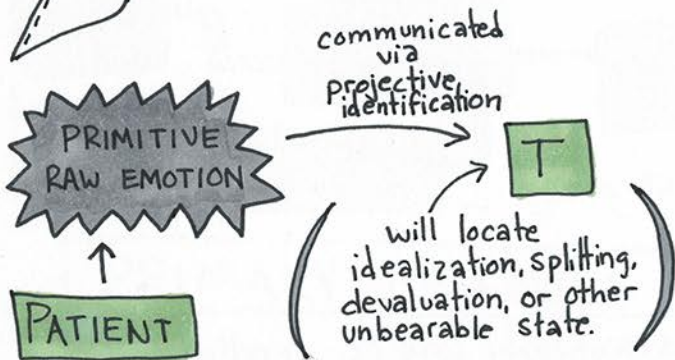 communicated
via
projective
identification
PRIMITIVE
RAW EMOTION
T
will locate
idealization, splitting,
devaluation, or other
unbearable state.
PATIENT